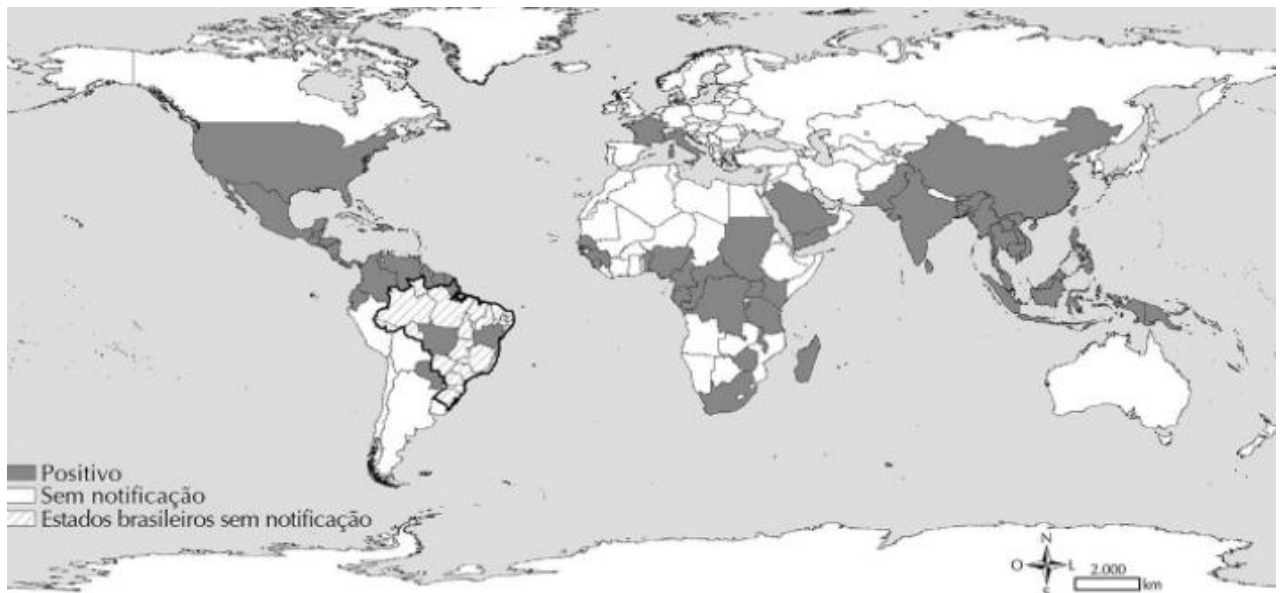 Positivo
Sem notificação
Estados brasileiros sem notificação
N
O L
S
2.000
km